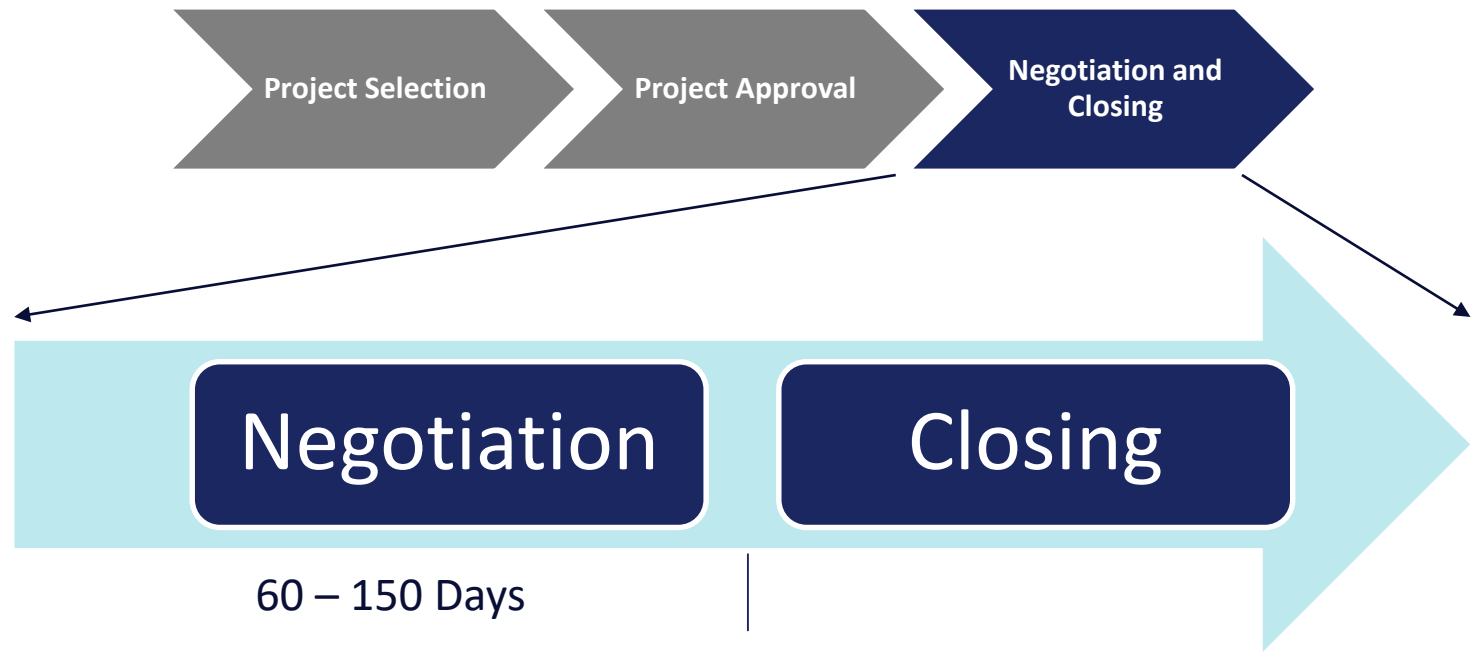 Project Selection
Project Approval
Negotiation and
Closing
Negotiation
Closing
60 – 150 Days